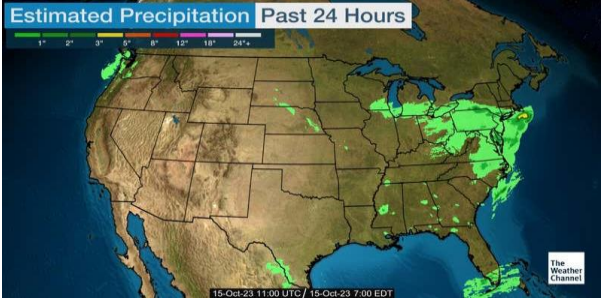 Estimated Precipitation Past 24 Hours
1" 2" 3" 5" 8" 12" 18" 24"+
The
Weather
Channel
15-Oct-23 11:00 UTC / 15-Oct-23 7:00 EDT